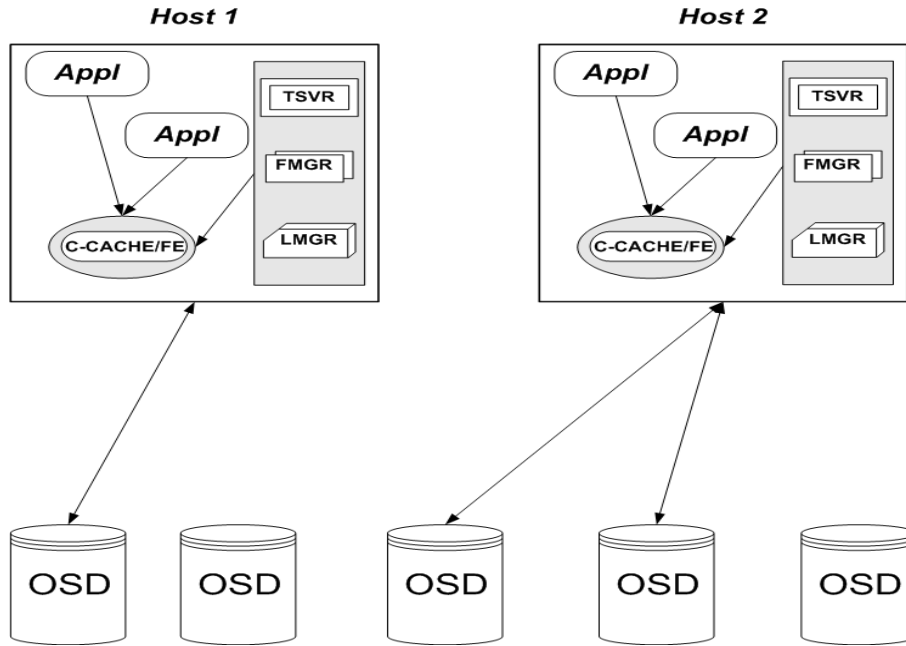 Host 1
Host 2
Appl
Appl
TSVR
FMGR
LMGR
C-CACHE/FE
Appl
Appl
TSVR
FMGR
LMGR
C-CACHE/FE
OSD
OSD
OSD
OSD
OSD